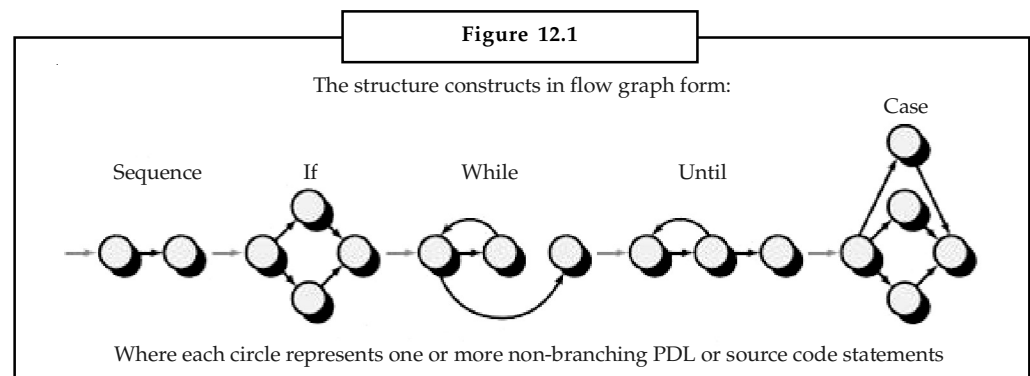 Figure 12.1
The structure constructs in flow graph form:
Case
Sequence If While Until
Where each circle represents one or more non-branching PDL or source code statements